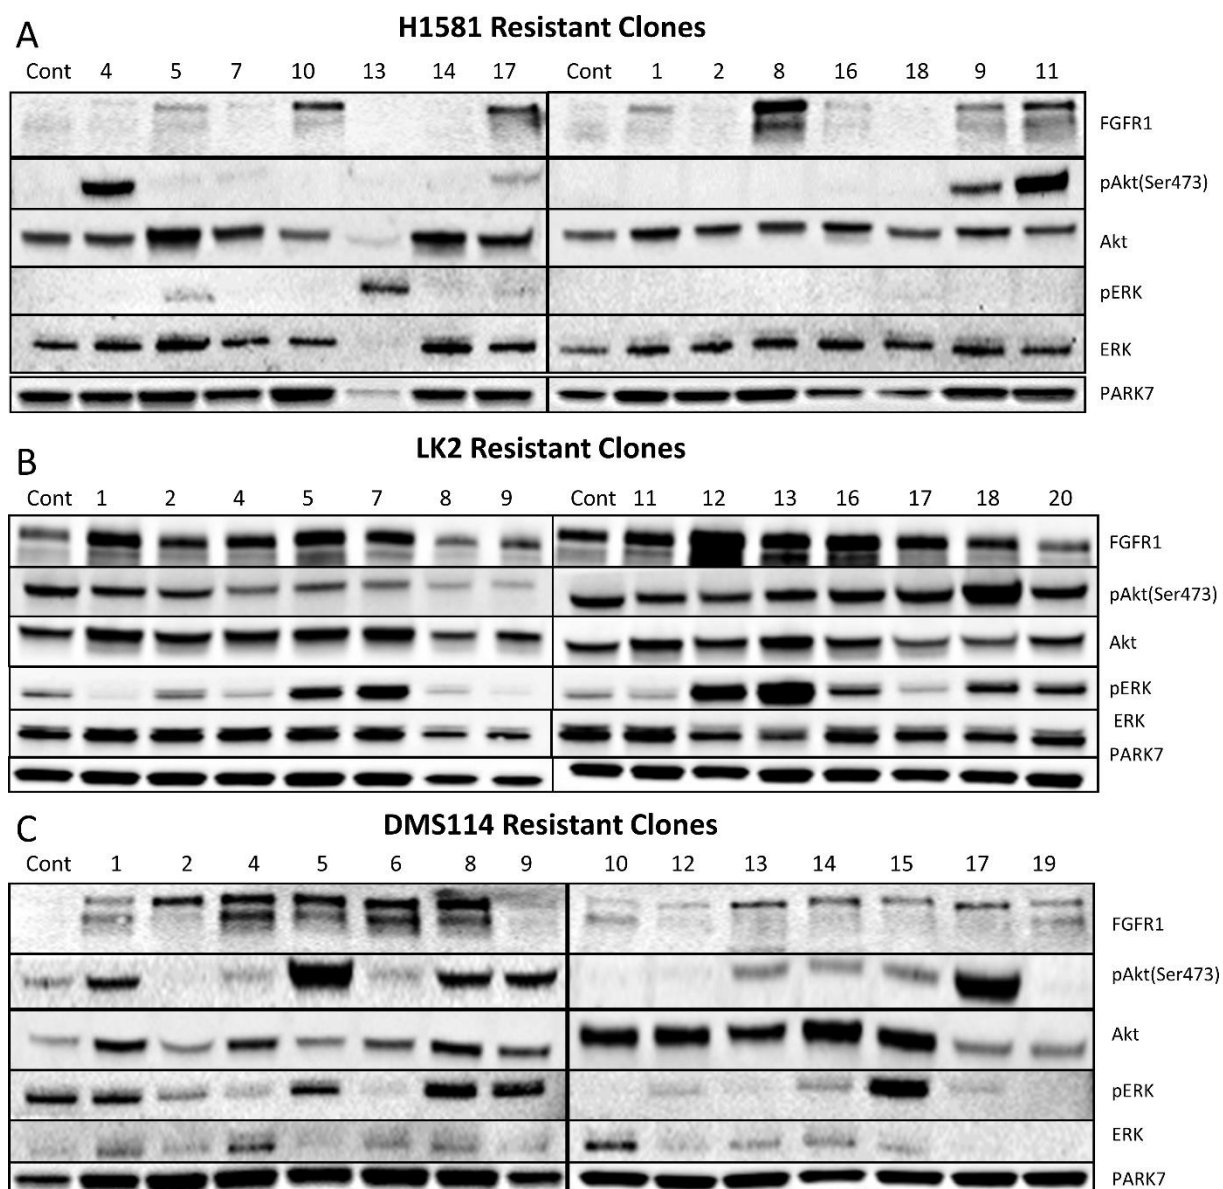 A
H1581 Resistant Clones
Cont 4 5 7 10 13 14 17 Cont 1 2 8 16 18 9 11
FGFR1
pAkt(Ser473)
Akt
pERK
ERK
PARK7
B
LK2 Resistant Clones
Cont 1 2 4 5 7 8 9 Cont 11 12 13 16 17 18 20
FGFR1
pAkt(Ser473)
Akt
pERK
ERK
PARK7
C
DMS114 Resistant Clones
Cont 1 2 4 5 6 8 9 10 12 13 14 15 17 19
FGFR1
pAkt(Ser473)
Akt
pERK
ERK
PARK7